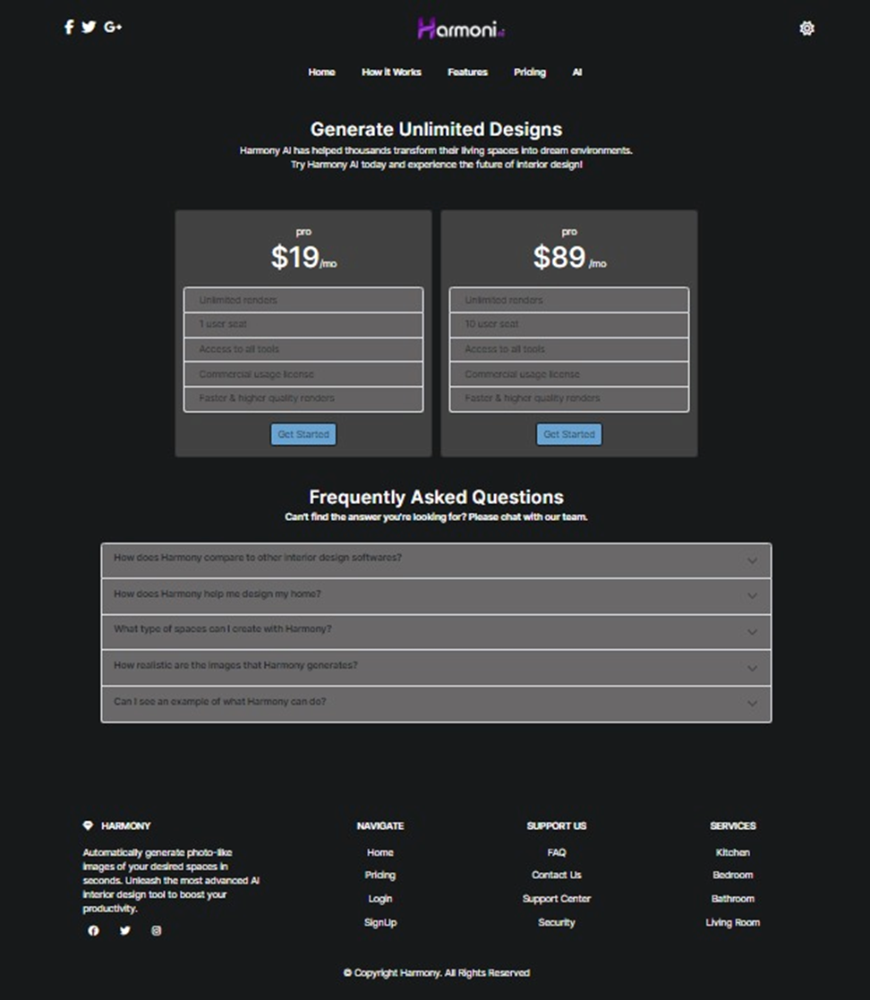 Harmoni
Home How it Works Features Pricing AI
Generate Unlimited Designs
Harmony AI has helped thousands transform their living spaces into dream environments.
Try Harmony AI today and experience the future of interior design!
pro
$19/mo
Unlimited renders
1 user seat
Access to all tools
Commercial usage license
Faster & higher quality renders
Get Started
pro
$89 /mo
Unlimited renders
10 user seat
Access to all tools
Commercial usage license
Faster & higher quality renders
Get Started
Frequently Asked Questions
Can't find the answer you're looking for? Please chat with our team.
How does Harmony compare to other interior design softwares?
How does Harmony help me design my home?
What type of spaces can I create with Harmony?
How realistic are the images that Harmony generates?
Can I see an example of what Harmony can do?
HARMONY
Automatically generate photo-like
images of your desired spaces in
seconds. Unleash the most advanced AI
interior design tool to boost your
productivity.
NAVIGATE
Home
Pricing
Login
SignUp
SUPPORT US
FAQ
Contact Us
Support Center
Security
SERVICES
Kitchen
Bedroom
Bathroom
Living Room
© Copyright Harmony. All Rights Reserved